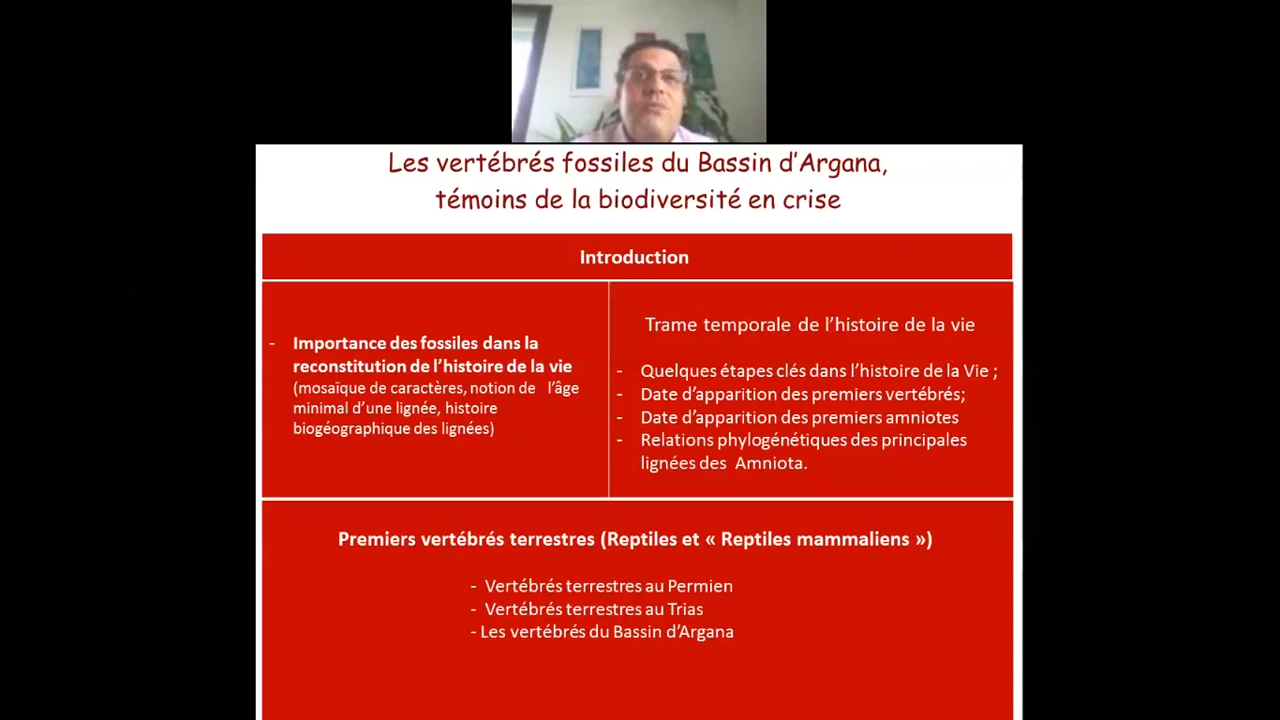 Les vertébrés fossiles du Bassin d’Argana,
témoins de la biodiversité en crise
Introduction
- Importance des fossiles dans la
reconstitution de l’histoire de la vie
(mosaïque de caractères, notion de l’âge
minimal d’une lignée, histoire
biogéographique des lignées)
Trame temporale de l’histoire de la vie
- Quelques étapes clés dans l’histoire de la Vie ;
- Date d’apparition des premiers vertébrés;
- Date d’apparition des premiers amniotes
- Relations phylogénétiques des principales
lignées des Amniota.
Premiers vertébrés terrestres (Reptiles et « Reptiles mammaliens »)
- Vertébrés terrestres au Permien
- Vertébrés terrestres au Trias
- Les vertébrés du Bassin d’Argana